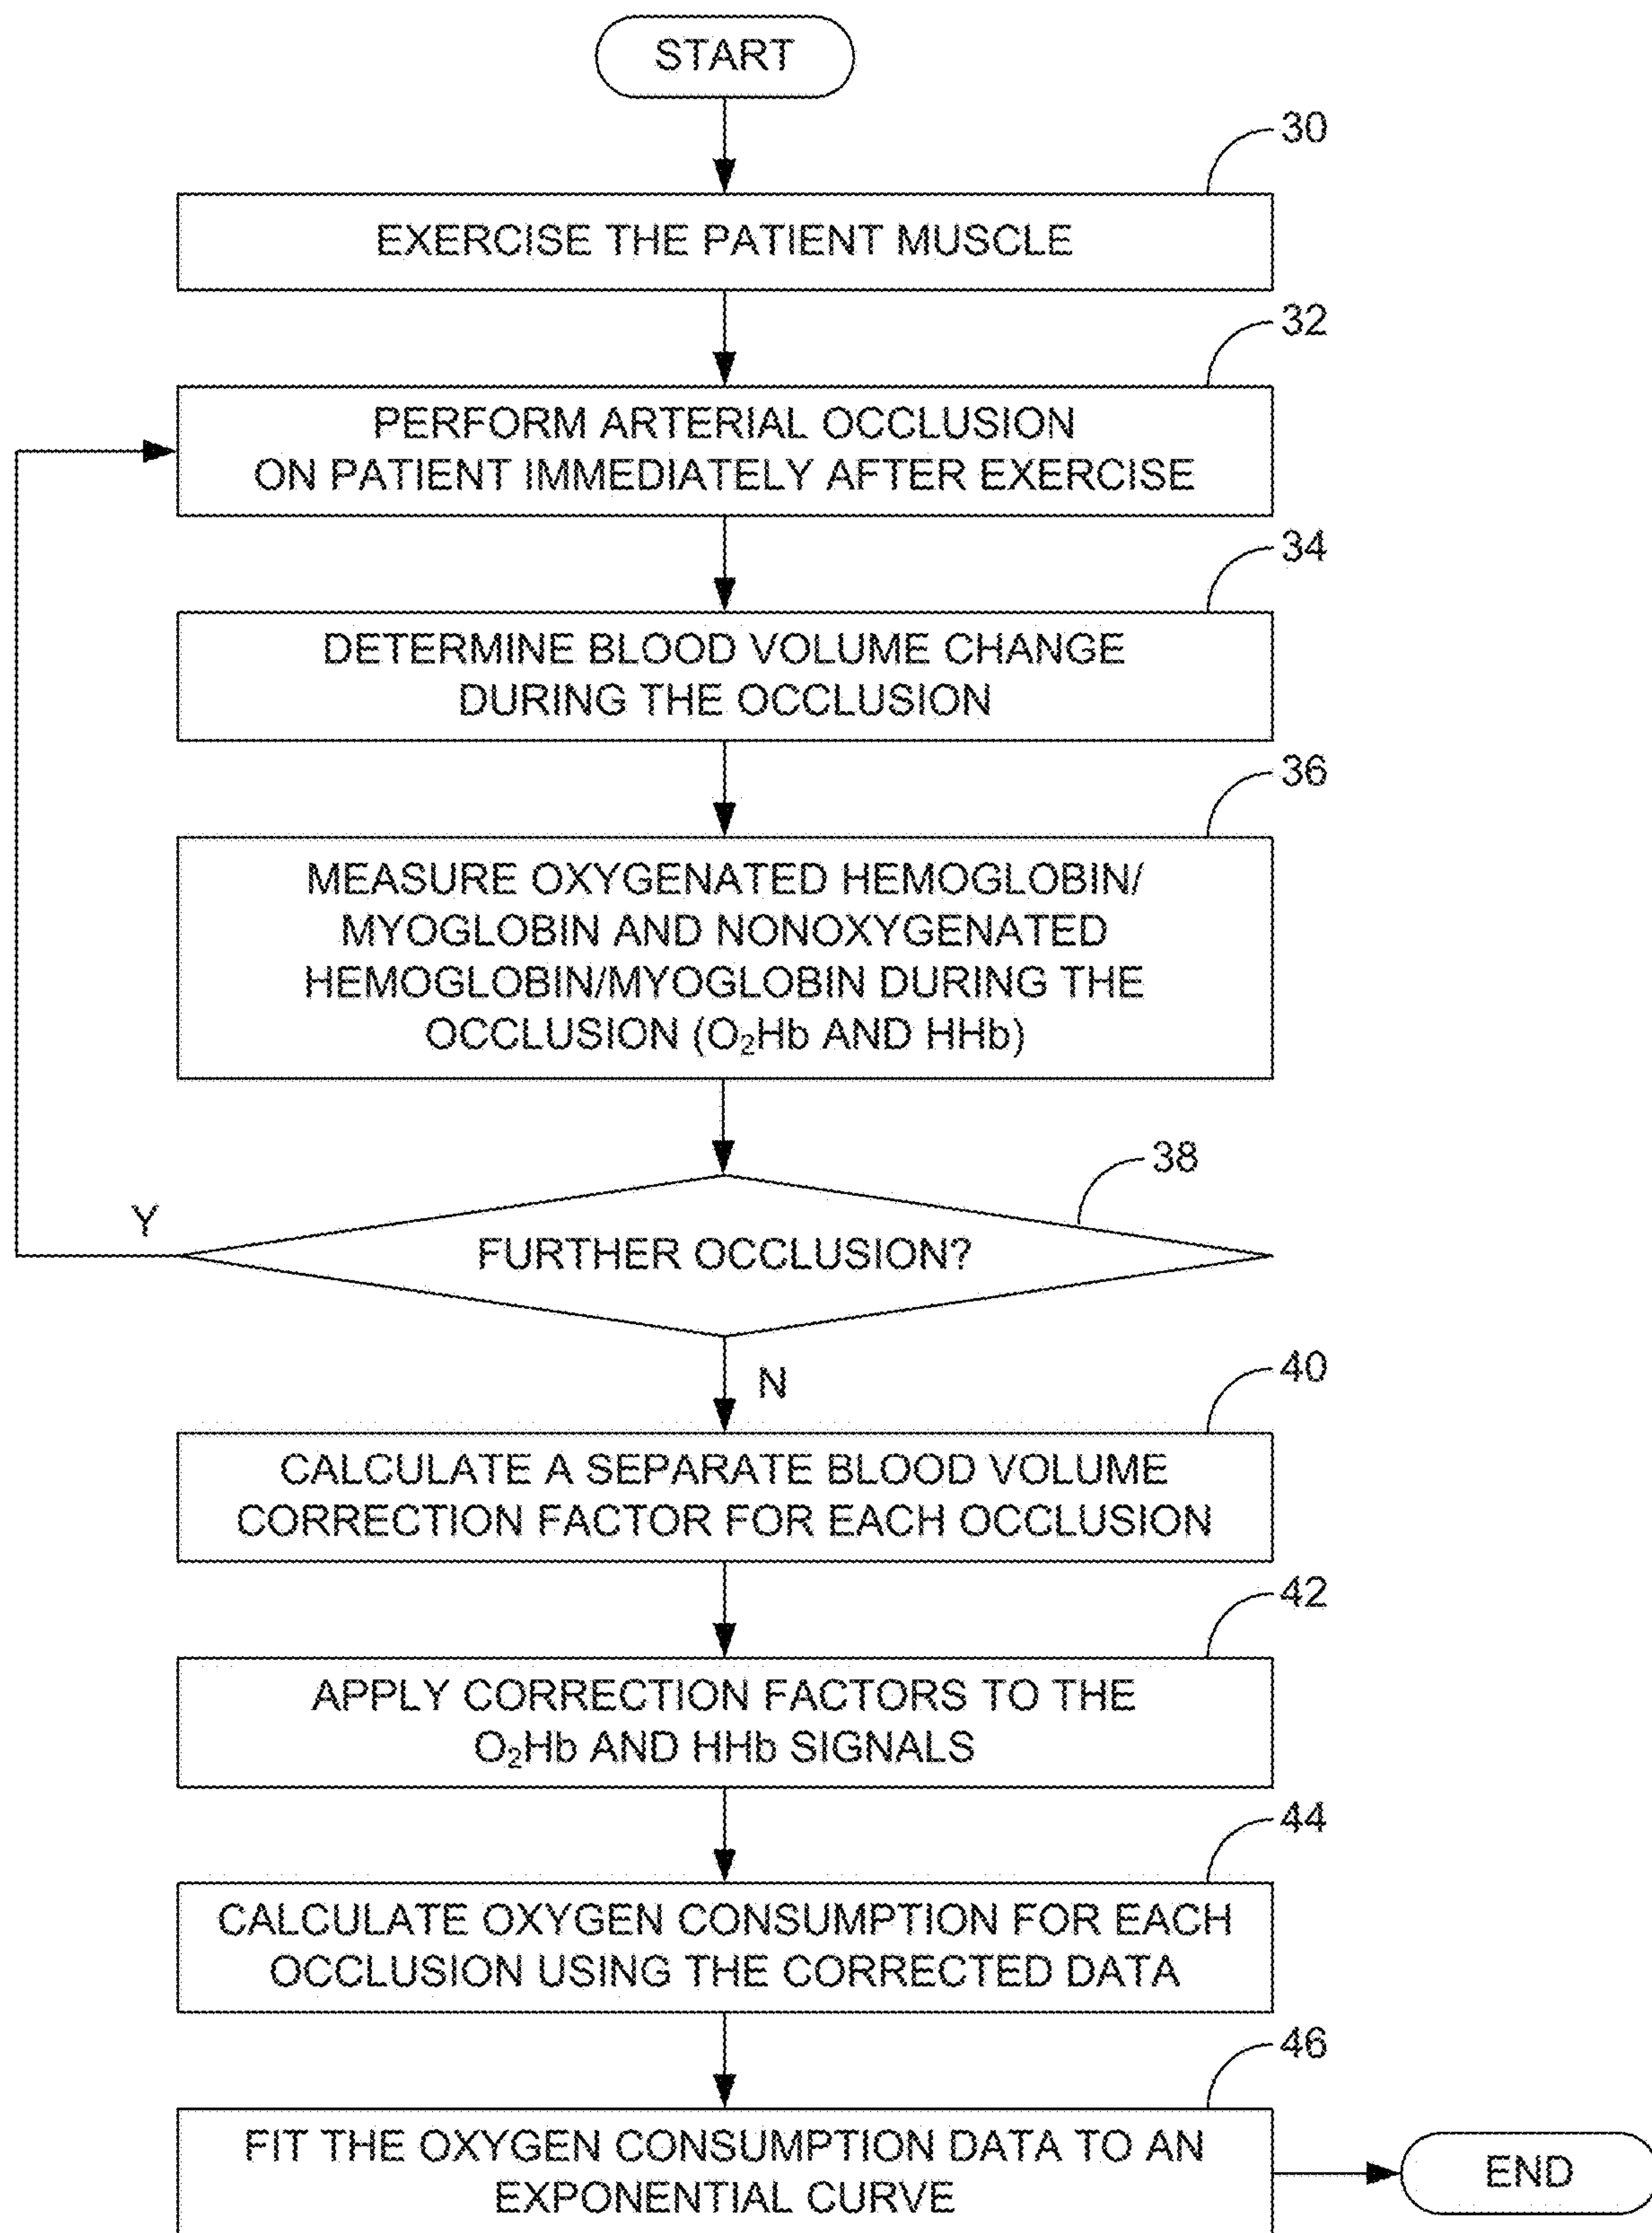 START
30
EXERCISE THE PATIENT MUSCLE
32
PERFORM ARTERIAL OCCLUSION
ON PATIENT IMMEDIATELY AFTER EXERCISE
34
DETERMINE BLOOD VOLUME CHANGE
DURING THE OCCLUSION
36
MEASURE OXYGENATED HEMOGLOBIN/
MYOGLOBIN AND NONOXYGENATED
HEMOGLOBIN/MYOGLOBIN DURING THE
OCCLUSION (O₂Hb AND HHb)
38
Y
FURTHER OCCLUSION?
N
40
CALCULATE A SEPARATE BLOOD VOLUME
CORRECTION FACTOR FOR EACH OCCLUSION
42
APPLY CORRECTION FACTORS TO THE
O₂Hb AND HHb SIGNALS
44
CALCULATE OXYGEN CONSUMPTION FOR EACH
OCCLUSION USING THE CORRECTED DATA
46
FIT THE OXYGEN CONSUMPTION DATA TO AN
EXPONENTIAL CURVE
END